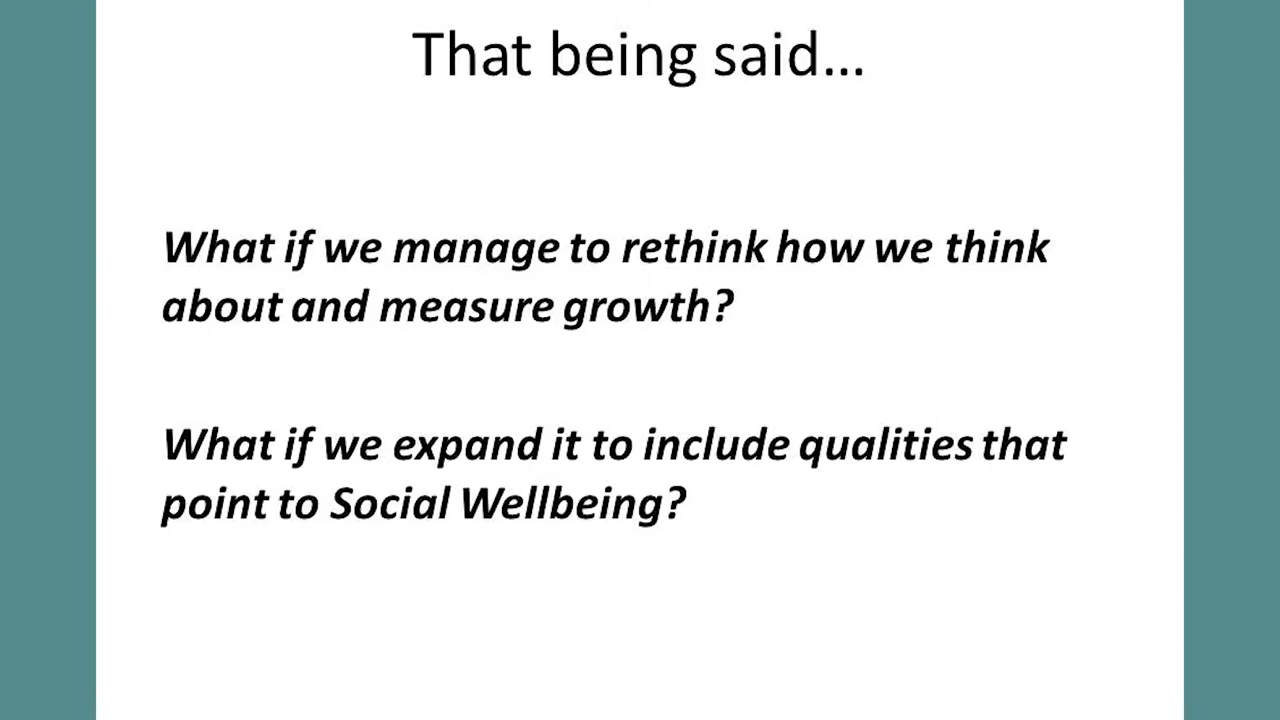 That being said…
What if we manage to rethink how we think
about and measure growth?
What if we expand it to include qualities that
point to Social Wellbeing?